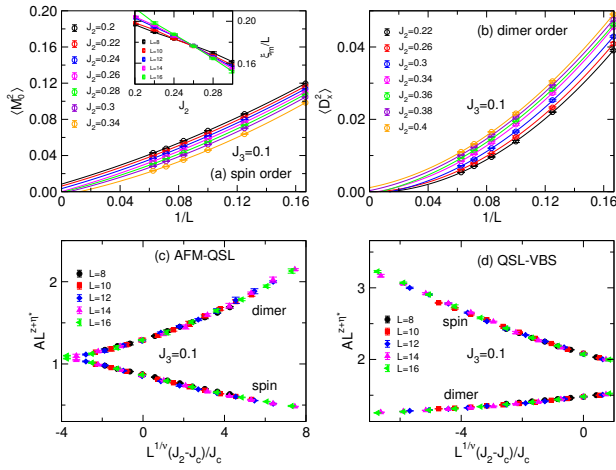 0.20
0.16
0.12
0.08
0.04
0.00
⟨M₀²⟩
J₂=0.2
J₂=0.22
J₂=0.24
J₂=0.26
J₂=0.28
J₂=0.3
J₂=0.34
L=8
L=10
L=12
L=14
L=16
0.2
0.24
0.28
J₂
0.20
0.16
J₃=0.1
(a) spin order
0
0.04
0.08
0.12
0.16
1/L
0.04
0.02
0.00
⟨Dₓ²⟩
(b) dimer order
J₂=0.22
J₂=0.26
J₂=0.3
J₂=0.34
J₂=0.36
J₂=0.38
J₂=0.4
J₃=0.1
0
0.04
0.08
0.12
0.16
1/L
(c) AFM-QSL
L=8
L=10
L=12
L=14
L=16
2
1
0
AL^{z+η*}
dimer
J₃=0.1
spin
-4
0
4
8
L^{1/ν}(J₂-J_c)/J_c
(d) QSL-VBS
3
2
AL^{z+η*}
L=8
L=10
L=12
L=14
L=16
spin
J₃=0.1
dimer
-8
-4
0
L^{1/ν}(J₂-J_c)/J_c